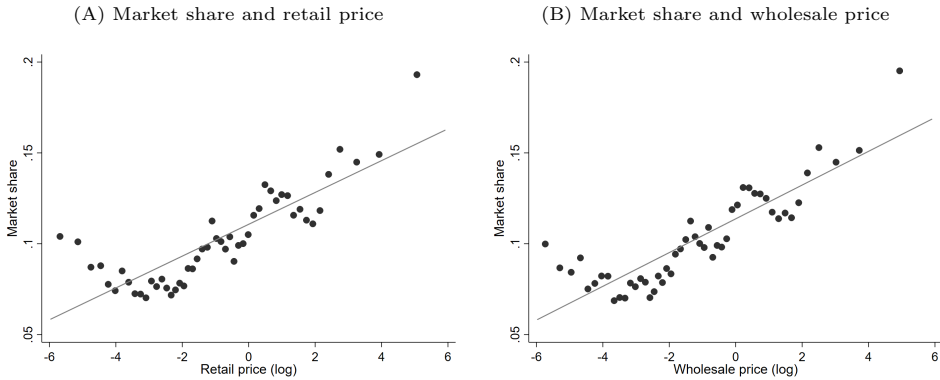 (A) Market share and retail price
.2
.15
.1
.05
Market share
-6 -4 -2 0 2 4 6
Retail price (log)
(B) Market share and wholesale price
.2
.15
.1
.05
Market share
-6 -4 -2 0 2 4 6
Wholesale price (log)